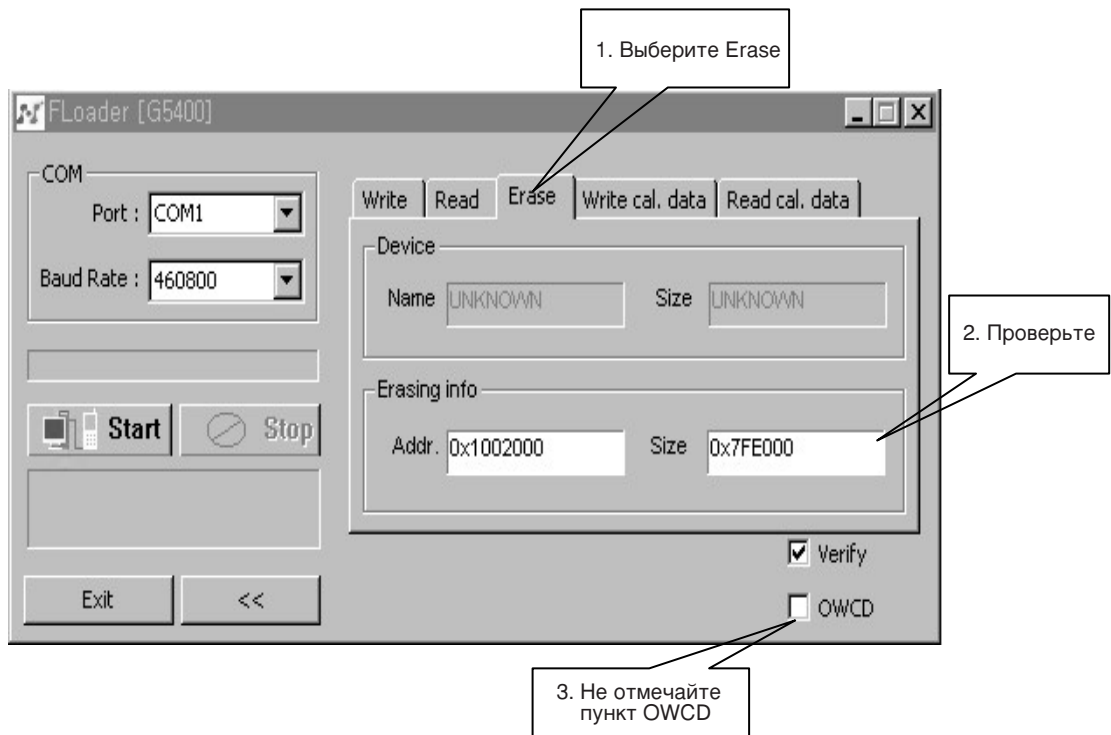 1. Выберите Erase
FLoader [G5400]
COM
Port : COM1
Baud Rate : 460800
Write Read Erase Write cal. data Read cal. data
Device
Name UNKNOWN Size UNKNOWN
2. Проверьте
Erasing info
Addr. 0x1002000 Size 0x7FE000
Start Stop
Verify
Exit <<
OWCD
3. Не отмечайте
пункт OWCD